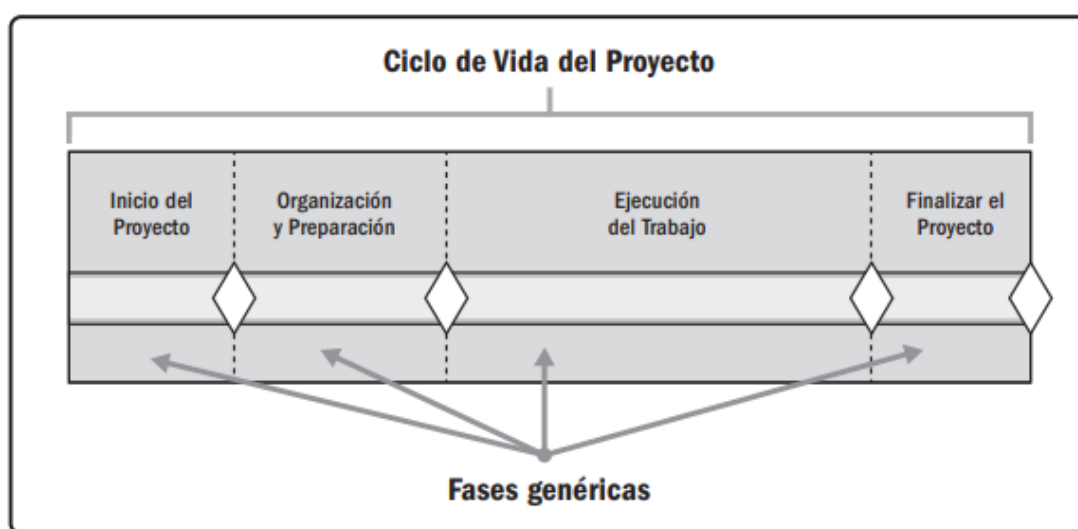 Ciclo de Vida del Proyecto
Inicio del
Proyecto
Organización
y Preparación
Ejecución
del Trabajo
Finalizar el
Proyecto
Fases genéricas